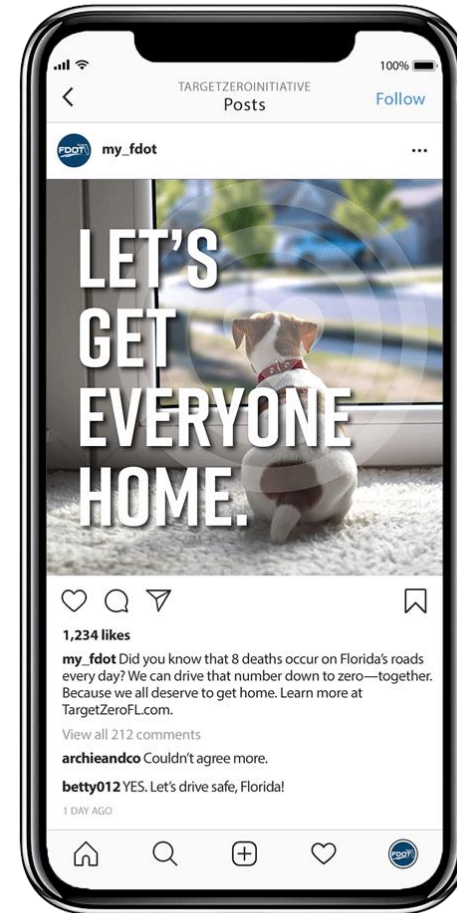 100%
TARGETZEROINITIATIVE
Posts
Follow
FDOT
my_fdot
LET'S
GET
EVERYONE
HOME.
1,234 likes
my_fdot Did you know that 8 deaths occur on Florida's roads
every day? We can drive that number down to zero—together.
Because we all deserve to get home. Learn more at
TargetZeroFL.com.
View all 212 comments
archieandco Couldn't agree more.
betty012 YES. Let's drive safe, Florida!
1 DAY AGO
FDOT